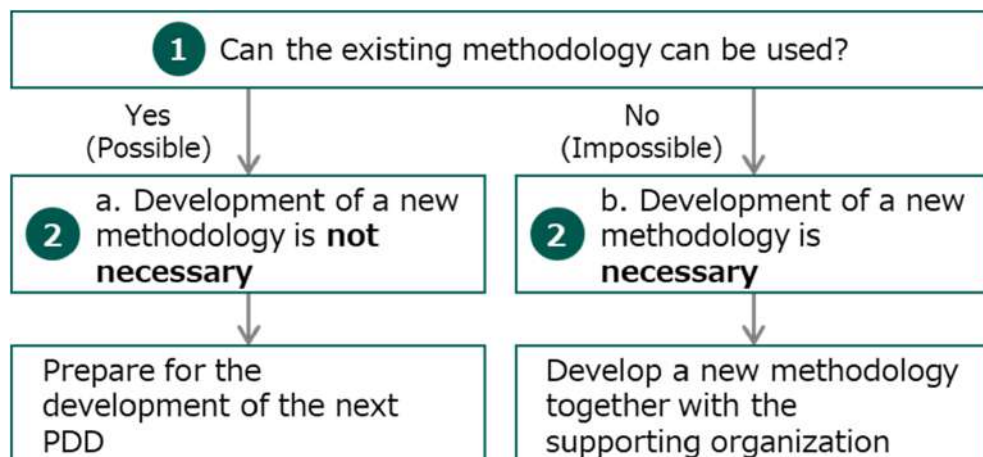 1 Can the existing methodology can be used?
Yes
(Possible)
No
(Impossible)
2 a. Development of a new
methodology is not
necessary
2 b. Development of a new
methodology is
necessary
Prepare for the
development of the next
PDD
Develop a new methodology
together with the
supporting organization